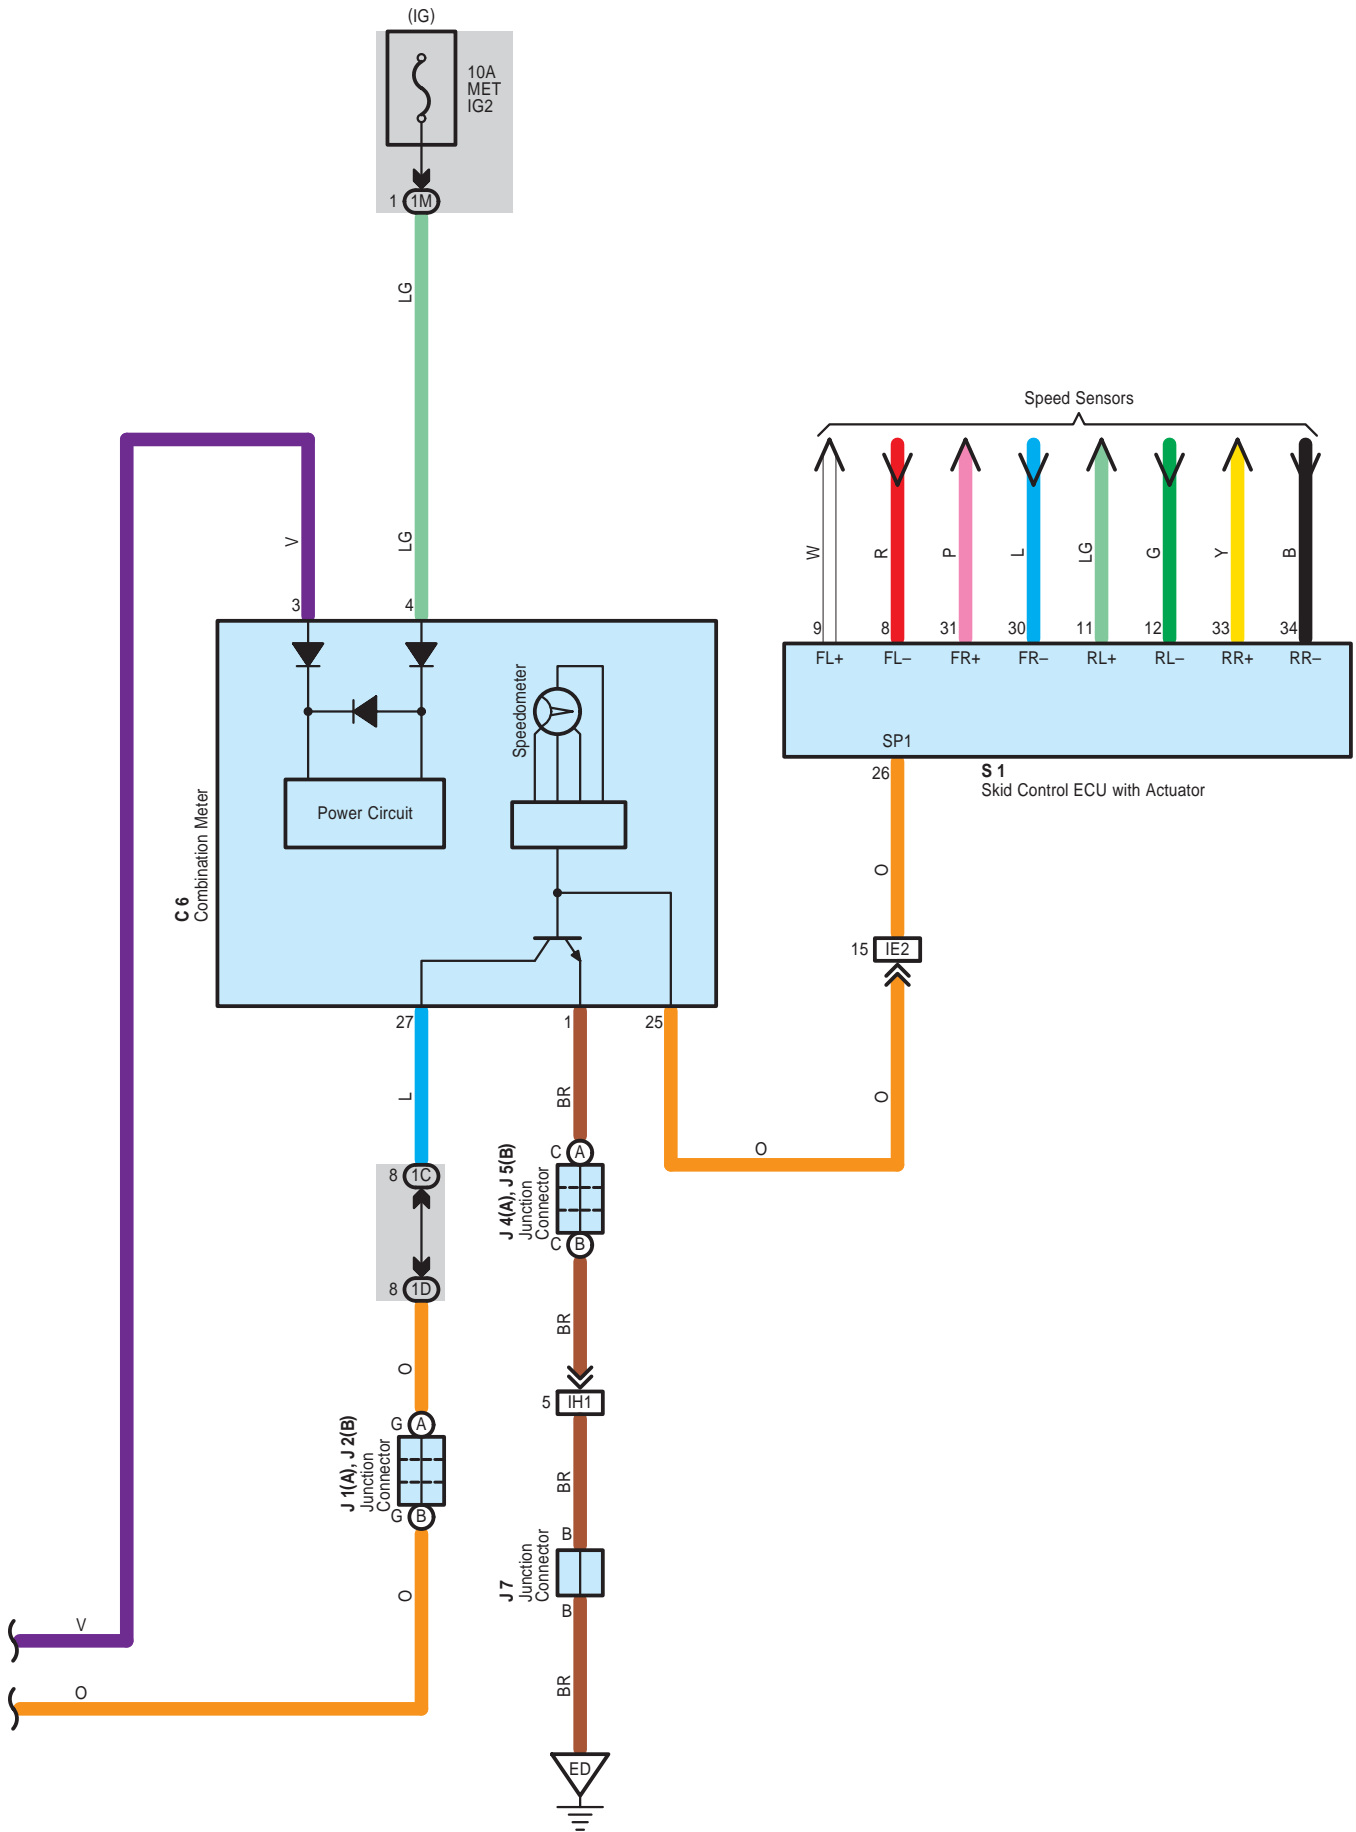 (IG)
10A
MET
IG2
1
1M
LG
Speed Sensors
V
LG
W
R
P
L
LG
G
Y
B
3
4
9
8
31
30
11
12
33
34
FL+
FL–
FR+
FR–
RL+
RL–
RR+
RR–
Speedometer
SP1
26
S 1
Skid Control ECU with Actuator
Power Circuit
C 6
Combination Meter
O
15
IE2
27
1
25
L
BR
O
O
C
A
J 4(A), J 5(B)
Junction
Connector
C
B
8
1C
8
1D
O
BR
5
IH1
G
A
J 1(A), J 2(B)
Junction
Connector
G
B
BR
B
J 7
Junction
Connector
B
O
V
BR
O
ED